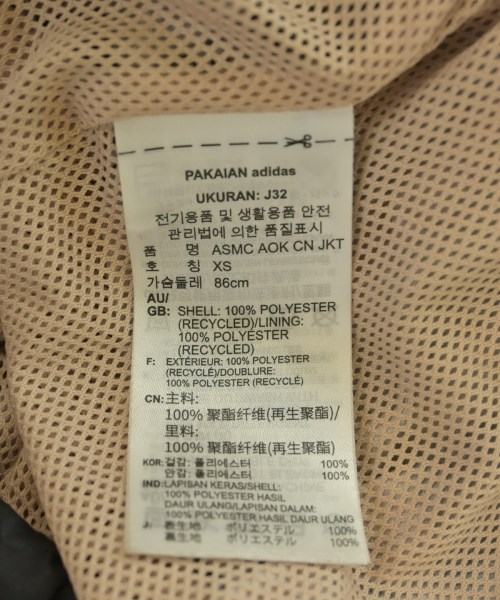 PAKAIAN adidas
UKURAN: J32
전기용품 및 생활용품 안전
관리법에 의한 품질표시
품 명 ASMC AOK CN JKT
호 칭 XS
가슴둘레 86cm
AU/
GB: SHELL: 100% POLYESTER
(RECYCLED)/LINING:
100% POLYESTER
(RECYCLED)
F: EXTÉRIEUR: 100% POLYESTER
(RECYCLÉ)/DOUBLURE:
100% POLYESTER (RECYCLÉ)
CN: 主料:
100% 聚酯纤维(再生聚酯)/
里料:
100% 聚酯纤维(再生聚酯)
KOR: 겉감: 폴리에스터 100%
안감: 폴리에스터 100%
IND: LAPISAN KERAS/SHELL:
100% POLYESTER HASIL
DAUR ULANG/LAPISAN DALAM:
100% POLYESTER HASIL DAUR ULANG
J: 表生地 ポリエステル 100%
裏生地 ポリエステル 100%